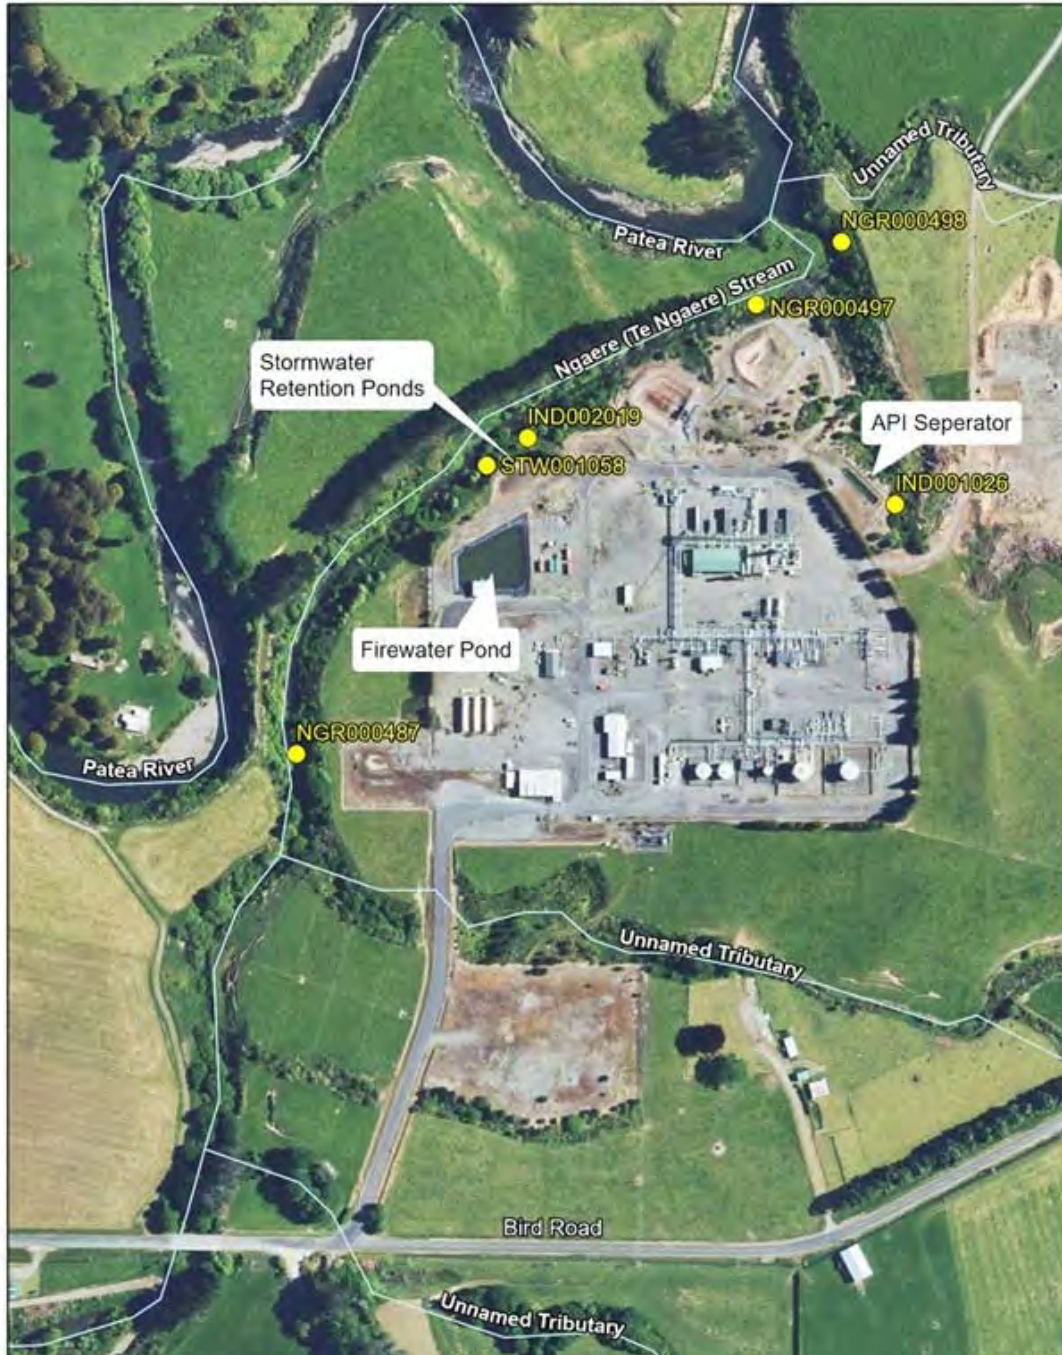 Unnamed Tributary
NGR000498
Patea River
Ngaere (Te Ngaere) Stream
NGR000497
Stormwater
Retention Ponds
IND002019
API Seperator
STW001058
IND001026
Firewater Pond
NGR000487
Patea River
Unnamed Tributary
Bird Road
Unnamed Tributary